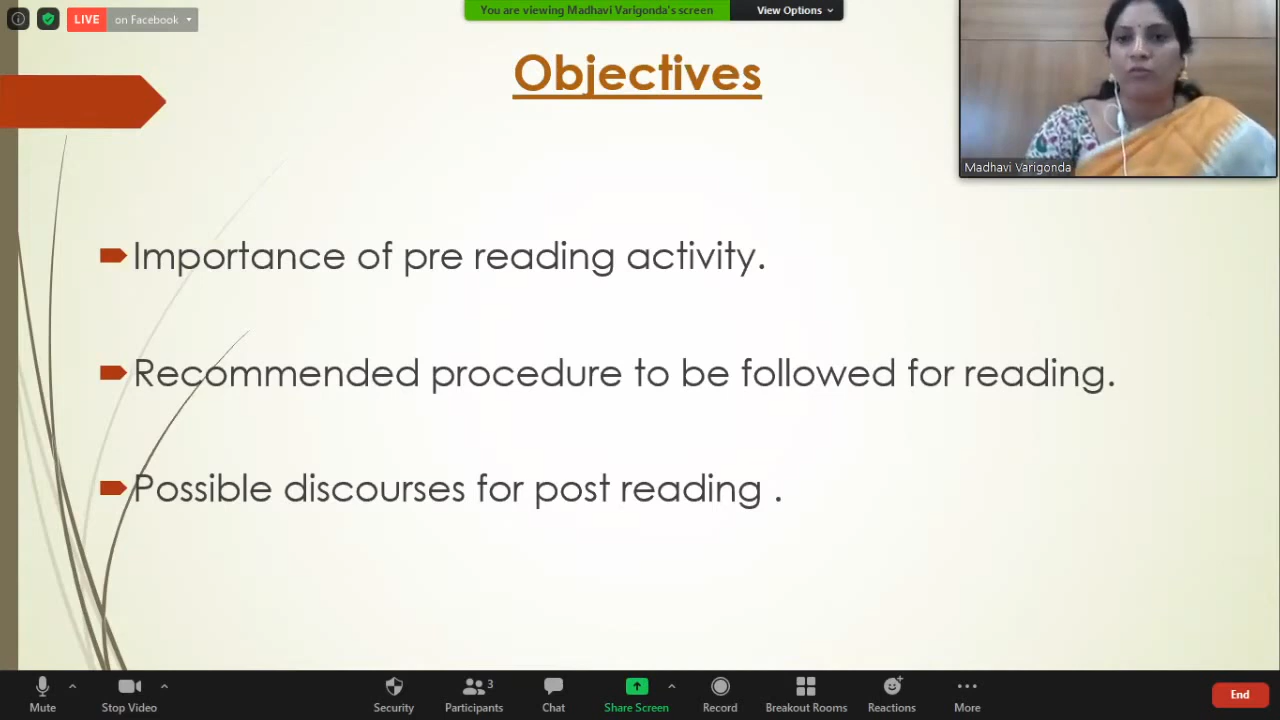 LIVE on Facebook
You are viewing Madhavi Varigonda's screen View Options
Objectives
Madhavi Varigonda
Importance of pre reading activity.
Recommended procedure to be followed for reading.
Possible discourses for post reading .
Mute Stop Video Security Participants 3 Chat Share Screen Record Breakout Rooms Reactions More End